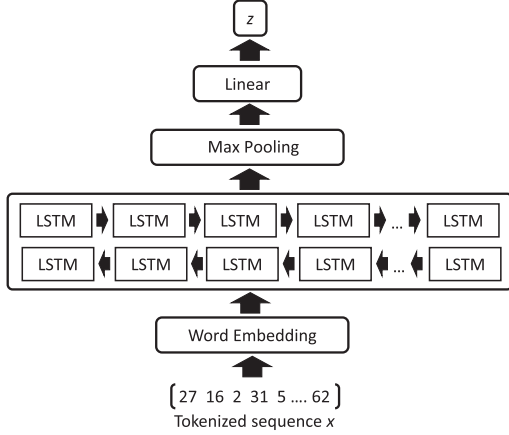 z
Linear
Max Pooling
LSTM LSTM LSTM LSTM ... LSTM
LSTM LSTM LSTM LSTM ... LSTM
Word Embedding
[27 16 2 31 5 .... 62]
Tokenized sequence x